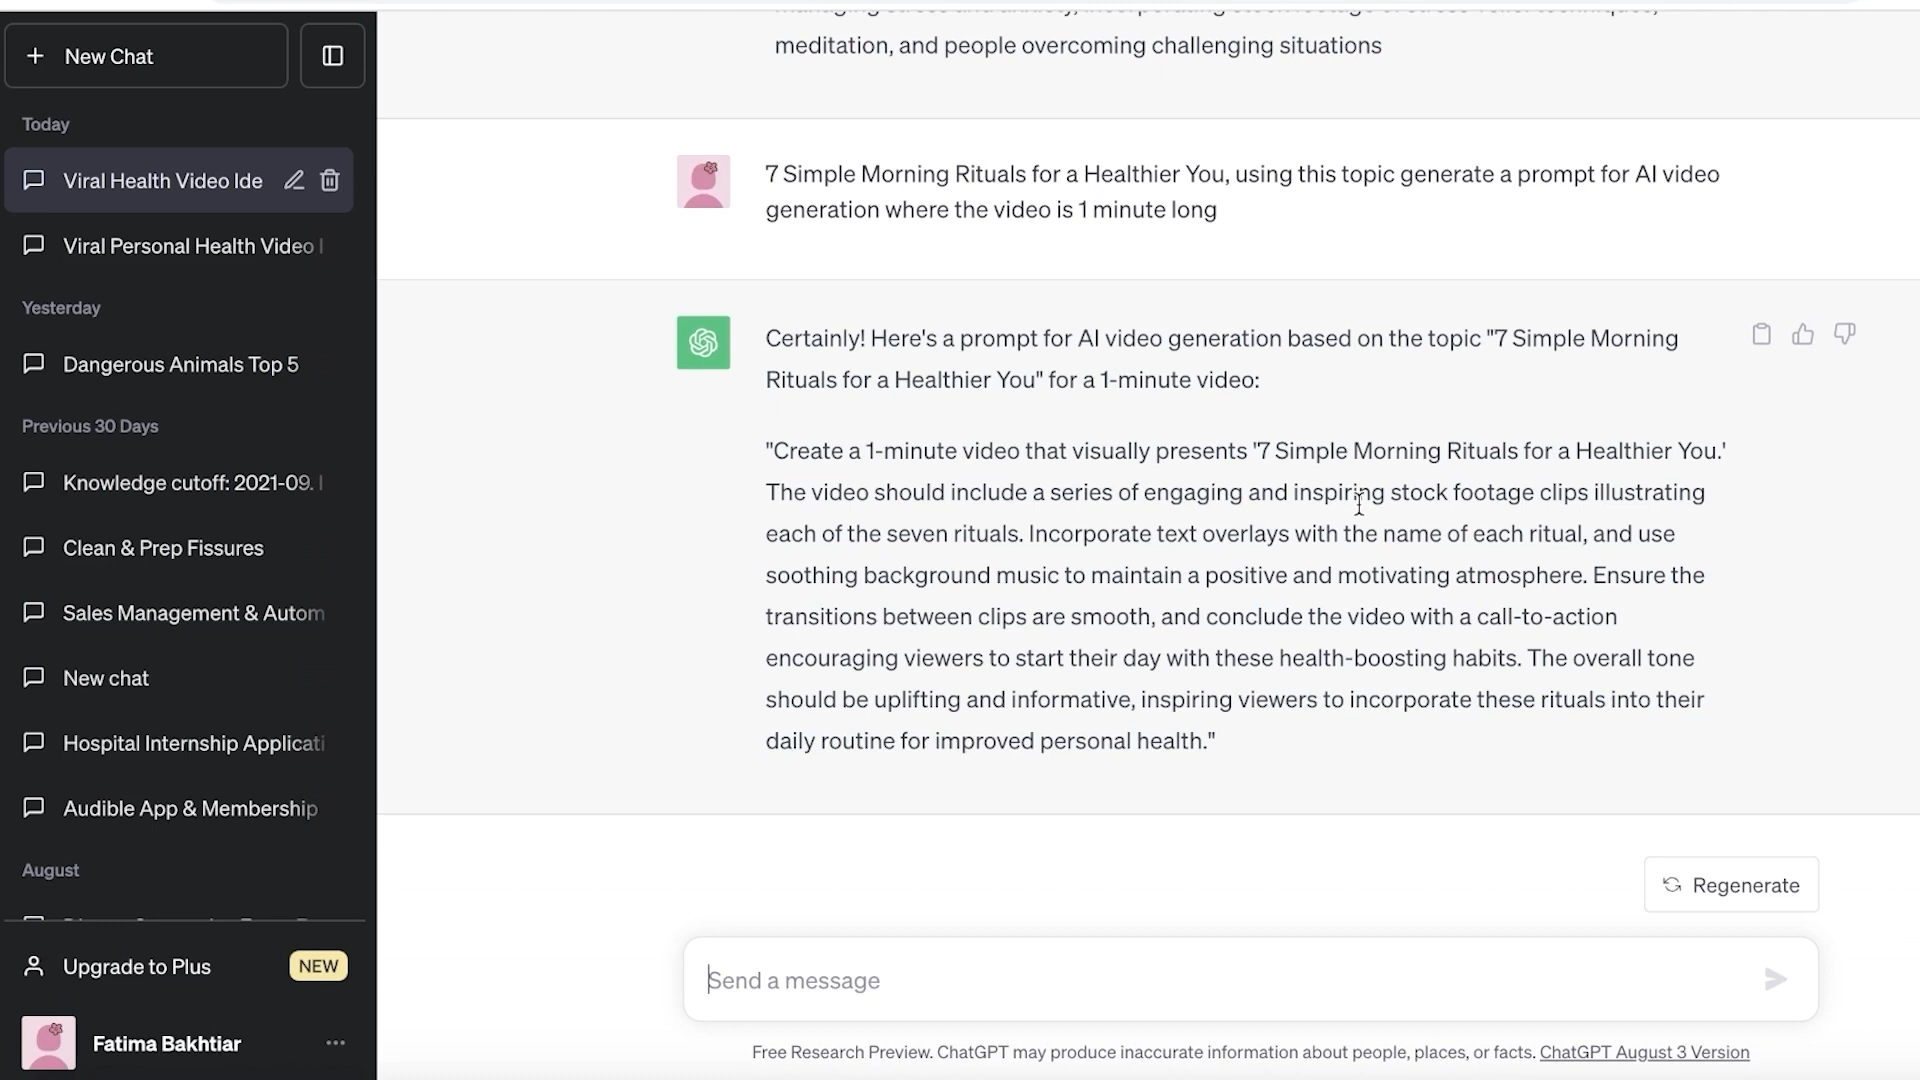 New Chat
Today
Viral Health Video Ide
Viral Personal Health Video I
Yesterday
Dangerous Animals Top 5
Previous 30 Days
Knowledge cutoff: 2021-09. I
Clean & Prep Fissures
Sales Management & Autom
New chat
Hospital Internship Applicati
Audible App & Membership
August
Upgrade to Plus
NEW
Fatima Bakhtiar
meditation, and people overcoming challenging situations
7 Simple Morning Rituals for a Healthier You, using this topic generate a prompt for AI video
generation where the video is 1 minute long
Certainly! Here's a prompt for AI video generation based on the topic "7 Simple Morning
Rituals for a Healthier You" for a 1-minute video:
"Create a 1-minute video that visually presents '7 Simple Morning Rituals for a Healthier You.'
The video should include a series of engaging and inspiring stock footage clips illustrating
each of the seven rituals. Incorporate text overlays with the name of each ritual, and use
soothing background music to maintain a positive and motivating atmosphere. Ensure the
transitions between clips are smooth, and conclude the video with a call-to-action
encouraging viewers to start their day with these health-boosting habits. The overall tone
should be uplifting and informative, inspiring viewers to incorporate these rituals into their
daily routine for improved personal health."
Regenerate
Send a message
Free Research Preview. ChatGPT may produce inaccurate information about people, places, or facts. ChatGPT August 3 Version